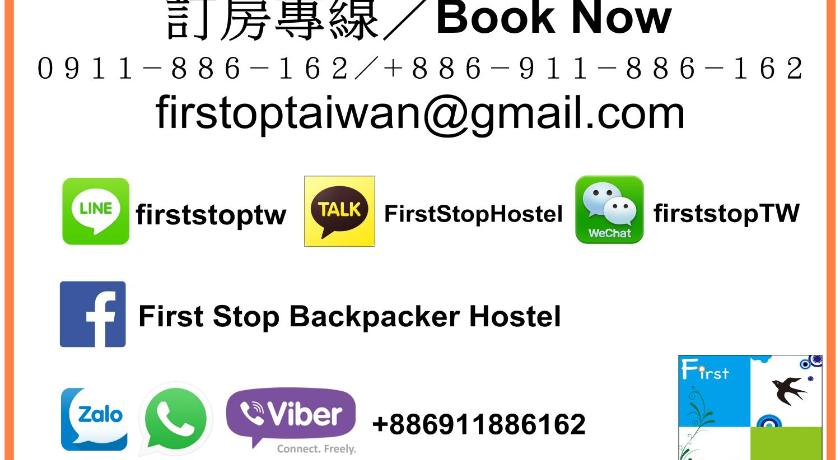 訂房專線／Book Now
0911－886－162／+886－911－886－162
firstoptaiwan@gmail.com
LINE firststoptw TALK FirstStopHostel WeChat firststopTW
f First Stop Backpacker Hostel
Zalo Viber Connect. Freely. +886911886162
First